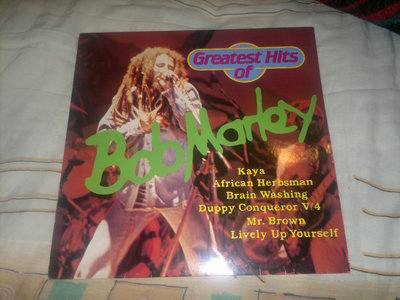 Greatest Hits
of
Bob Marley
Kaya
African Herbsman
Brain Washing
Duppy Conqueror V/4
Mr. Brown
Lively Up Yourself